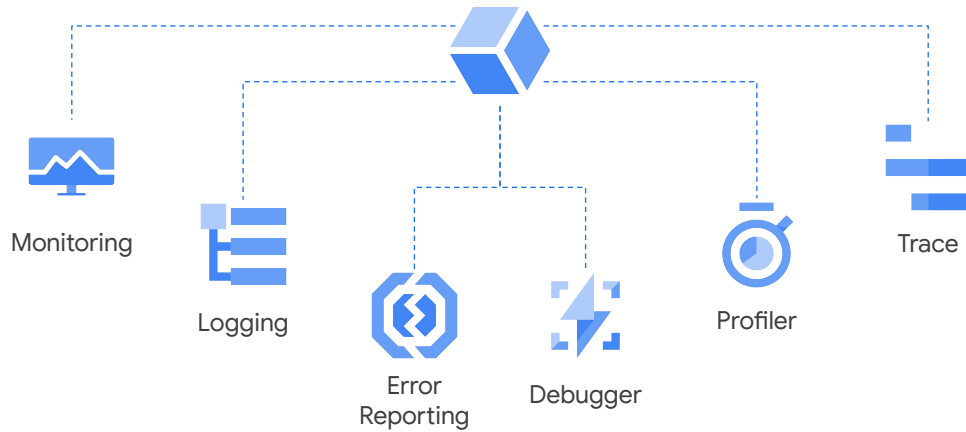 Monitoring
Logging
Error
Reporting
Debugger
Profiler
Trace